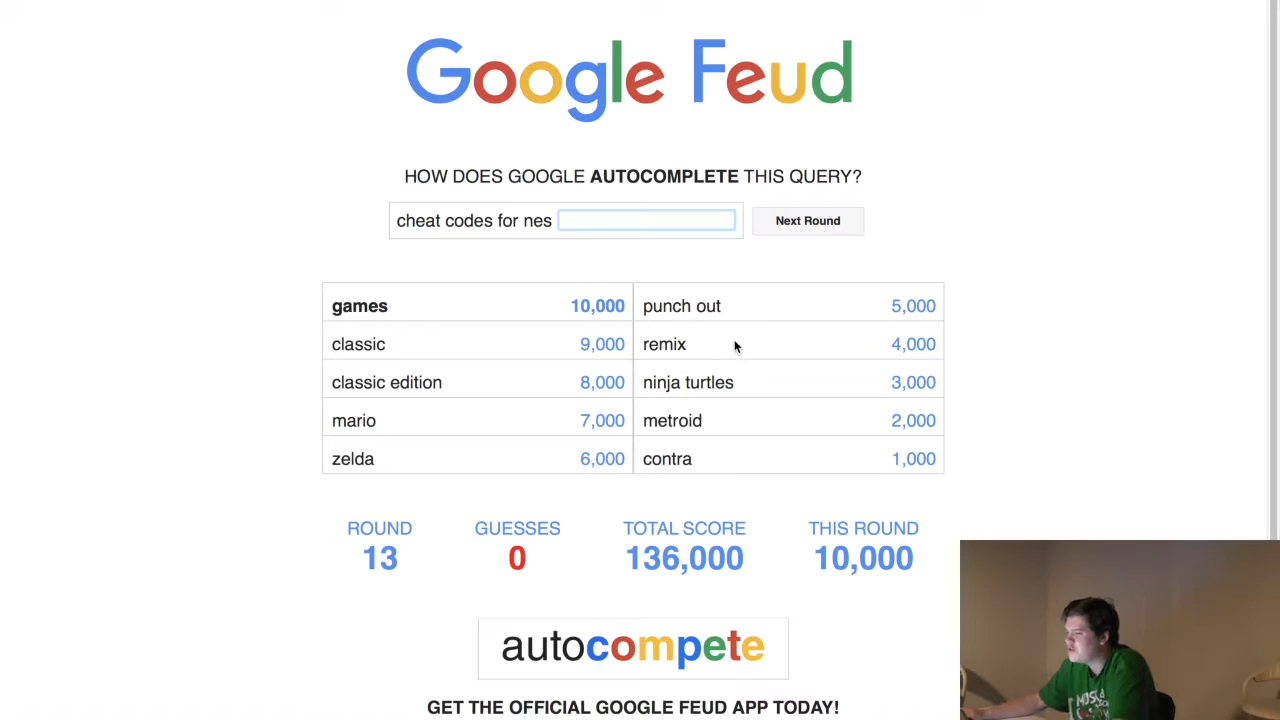 Google Feud
HOW DOES GOOGLE AUTOCOMPLETE THIS QUERY?
cheat codes for nes
Next Round
games 10,000
classic 9,000
classic edition 8,000
mario 7,000
zelda 6,000
punch out 5,000
remix 4,000
ninja turtles 3,000
metroid 2,000
contra 1,000
ROUND GUESSES TOTAL SCORE THIS ROUND
13 0 136,000 10,000
autocompete
GET THE OFFICIAL GOOGLE FEUD APP TODAY!